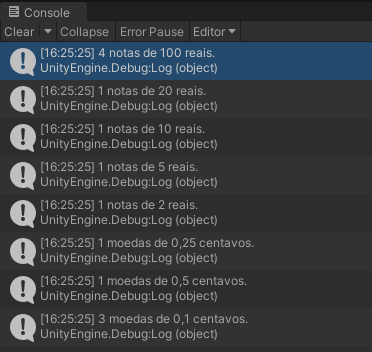 Console
Clear Collapse Error Pause Editor
[16:25:25] 4 notas de 100 reais.
UnityEngine.Debug:Log (object)
[16:25:25] 1 notas de 20 reais.
UnityEngine.Debug:Log (object)
[16:25:25] 1 notas de 10 reais.
UnityEngine.Debug:Log (object)
[16:25:25] 1 notas de 5 reais.
UnityEngine.Debug:Log (object)
[16:25:25] 1 notas de 2 reais.
UnityEngine.Debug:Log (object)
[16:25:25] 1 moedas de 0,25 centavos.
UnityEngine.Debug:Log (object)
[16:25:25] 1 moedas de 0,5 centavos.
UnityEngine.Debug:Log (object)
[16:25:25] 3 moedas de 0,1 centavos.
UnityEngine.Debug:Log (object)